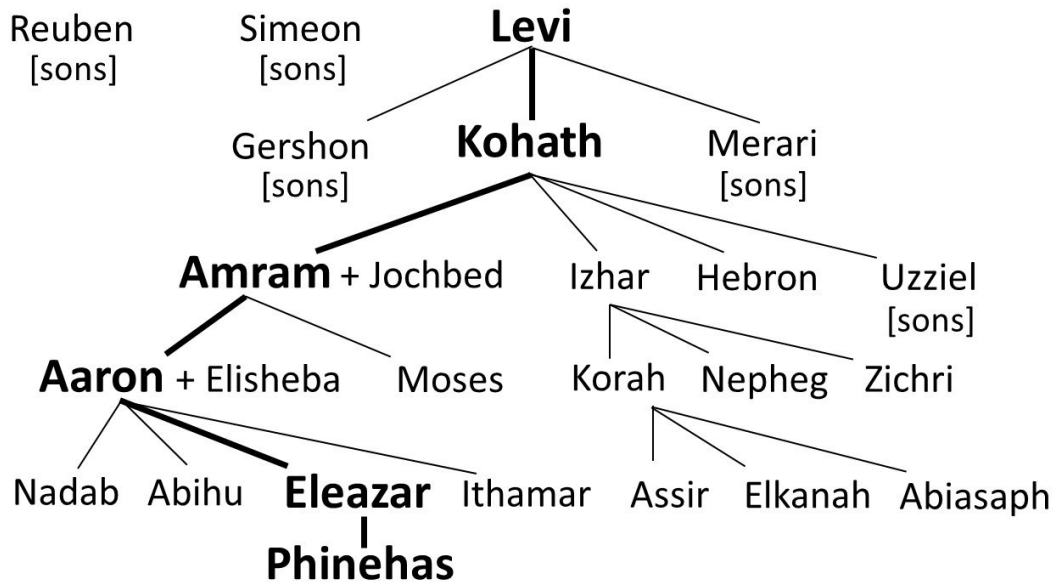 Reuben Simeon Levi
[sons] [sons]
Gershon Kohath Merari
[sons] [sons]
Amram + Jochbed Izhar Hebron Uzziel
[sons]
Aaron + Elisheba Moses Korah Nepheg Zichri
Nadab Abihu Eleazar Ithamar Assir Elkanah Abiasaph
Phinehas